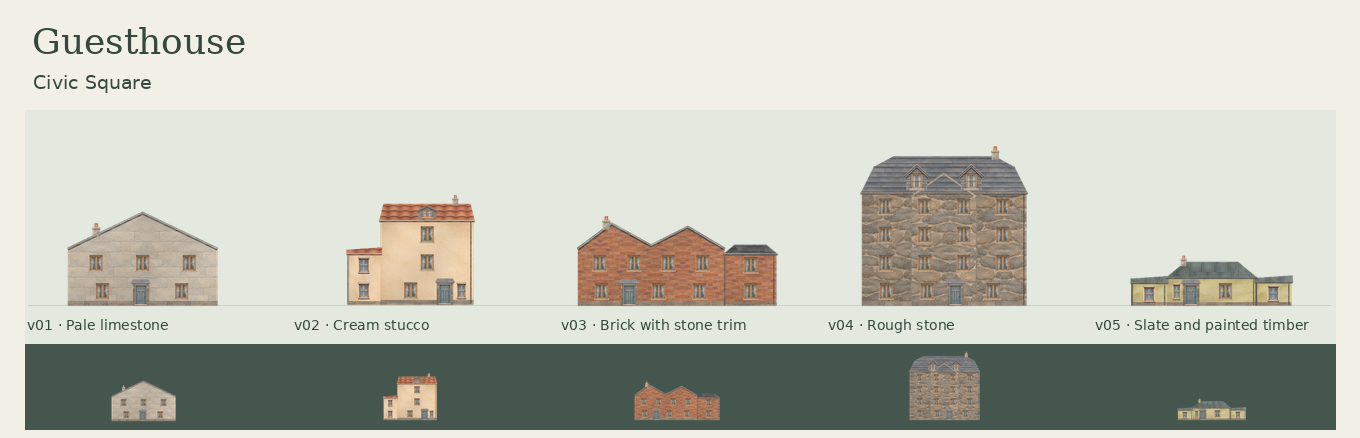 Guesthouse
Civic Square
v01 · Pale limestone
v02 · Cream stucco
v03 · Brick with stone trim
v04 · Rough stone
v05 · Slate and painted timber